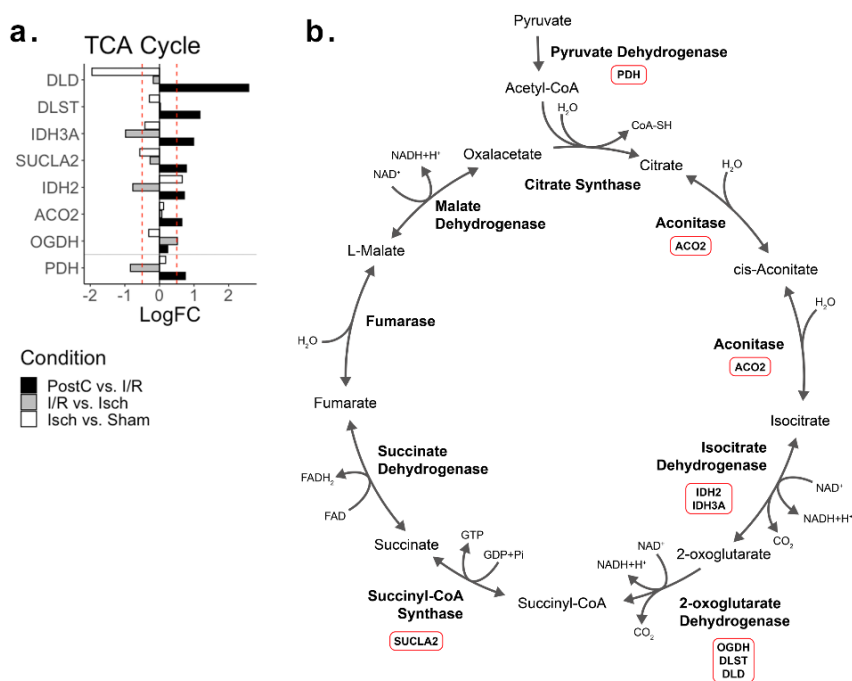 a.
TCA Cycle
DLD
DLST
IDH3A
SUCLA2
IDH2
ACO2
OGDH
PDH
-2 -1 0 1 2
LogFC
Condition
PostC vs. I/R
I/R vs. Isch
Isch vs. Sham
b.
Pyruvate
Pyruvate Dehydrogenase
PDH
Acetyl-CoA
H₂O
CoA-SH
Oxalacetate
Citrate
Citrate Synthase
NADH+H⁺
NAD⁺
Malate
Dehydrogenase
H₂O
Aconitase
ACO2
L-Malate
cis-Aconitate
H₂O
Fumarase
H₂O
Aconitase
ACO2
Fumarate
Isocitrate
Succinate
Dehydrogenase
FADH₂
FAD
Isocitrate
Dehydrogenase
IDH2
IDH3A
NAD⁺
NADH+H⁺
CO₂
Succinate
GTP
GDP+Pi
2-oxoglutarate
NAD⁺
NADH+H⁺
CO₂
Succinyl-CoA
Synthase
SUCLA2
Succinyl-CoA
2-oxoglutarate
Dehydrogenase
OGDH
DLST
DLD